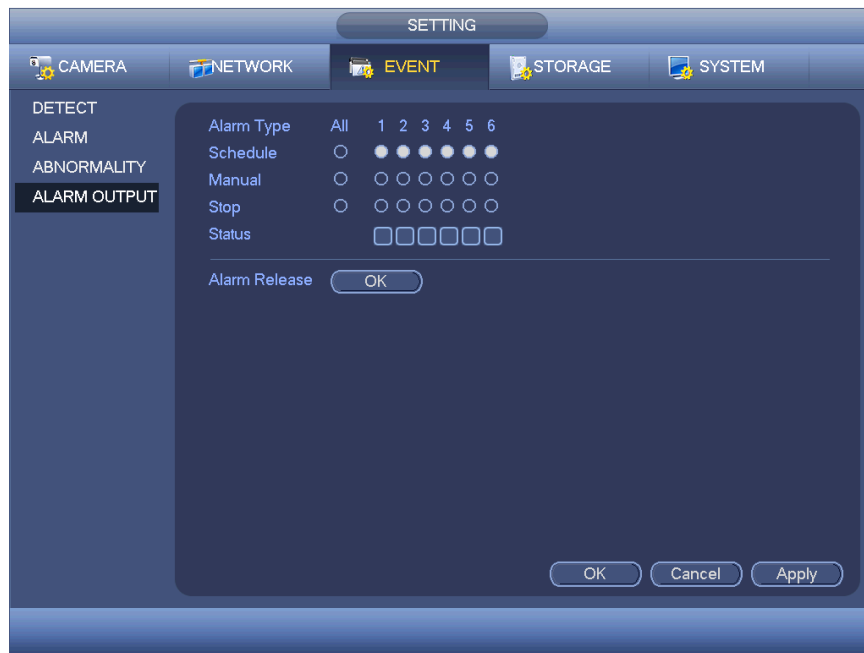 SETTING
CAMERA NETWORK EVENT STORAGE SYSTEM
DETECT
ALARM
ABNORMALITY
ALARM OUTPUT
Alarm Type All 1 2 3 4 5 6
Schedule
Manual
Stop
Status
Alarm Release OK
OK Cancel Apply